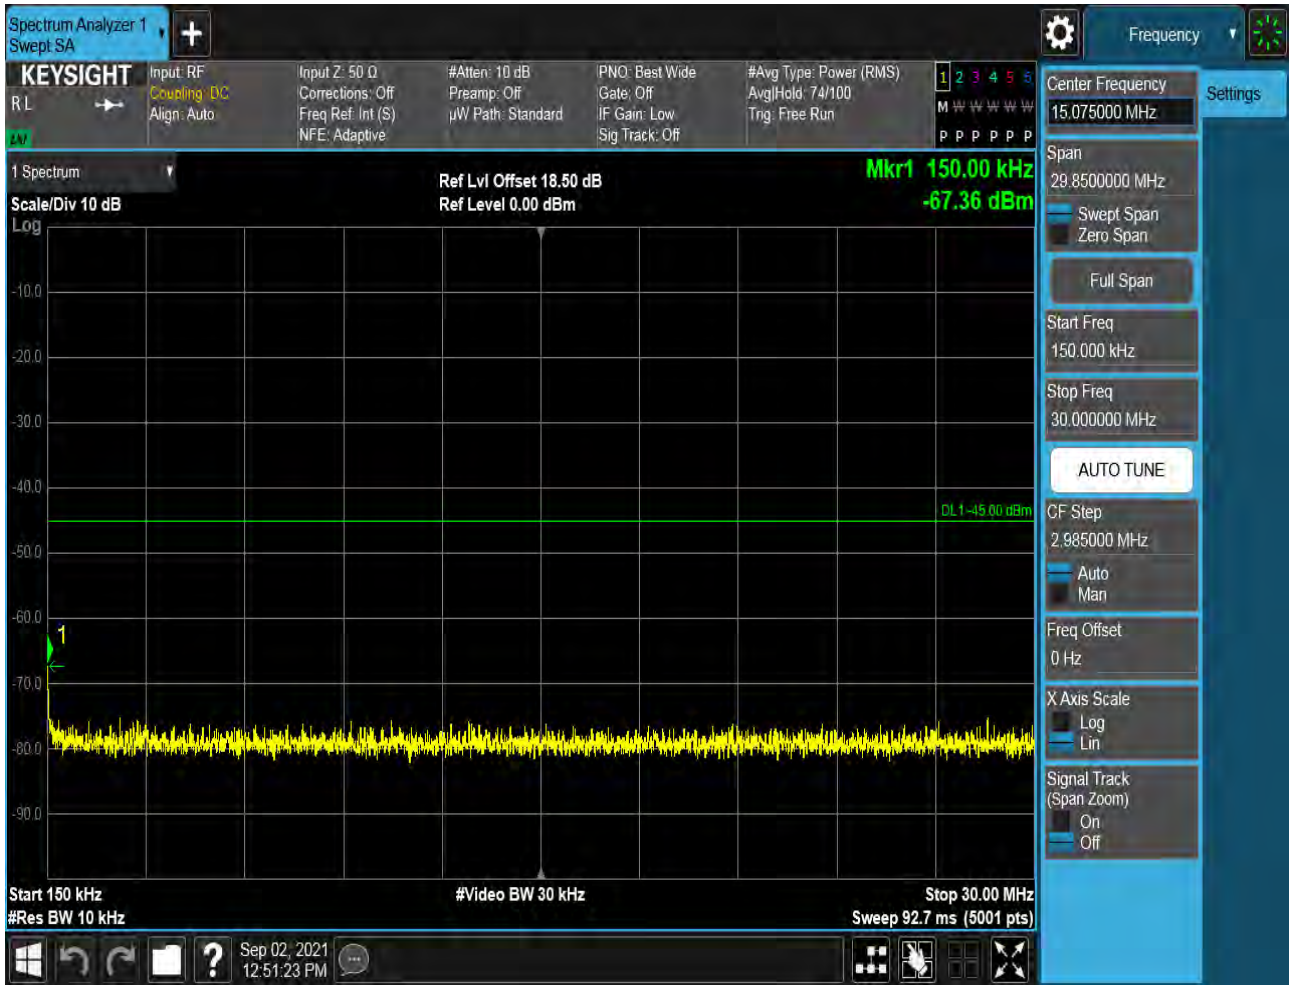 Spectrum Analyzer 1
Swept SA
Frequency
KEYSIGHT
R L
Input: RF
Coupling: DC
Align: Auto
Input Z: 50 Ω
Corrections: Off
Freq Ref: Int (S)
NFE: Adaptive
#Atten: 10 dB
Preamp: Off
µW Path: Standard
PNO: Best Wide
Gate: Off
IF Gain: Low
Sig Track: Off
#Avg Type: Power (RMS)
Avg|Hold: 74/100
Trig: Free Run
1 2 3 4 5 6
M W W W W W
P P P P P P
1 Spectrum
Scale/Div 10 dB
Log
Ref Lvl Offset 18.50 dB
Ref Level 0.00 dBm
Mkr1 150.00 kHz
-67.36 dBm
-10.0
-20.0
-30.0
-40.0
DL1 -45.00 dBm
-50.0
-60.0
1
-70.0
-80.0
-90.0
Start 150 kHz
#Video BW 30 kHz
Stop 30.00 MHz
#Res BW 10 kHz
Sweep 92.7 ms (5001 pts)
?
Sep 02, 2021
12:51:23 PM
Settings
Center Frequency
15.075000 MHz
Span
29.8500000 MHz
Swept Span
Zero Span
Full Span
Start Freq
150.000 kHz
Stop Freq
30.000000 MHz
AUTO TUNE
CF Step
2.985000 MHz
Auto
Man
Freq Offset
0 Hz
X Axis Scale
Log
Lin
Signal Track
(Span Zoom)
On
Off